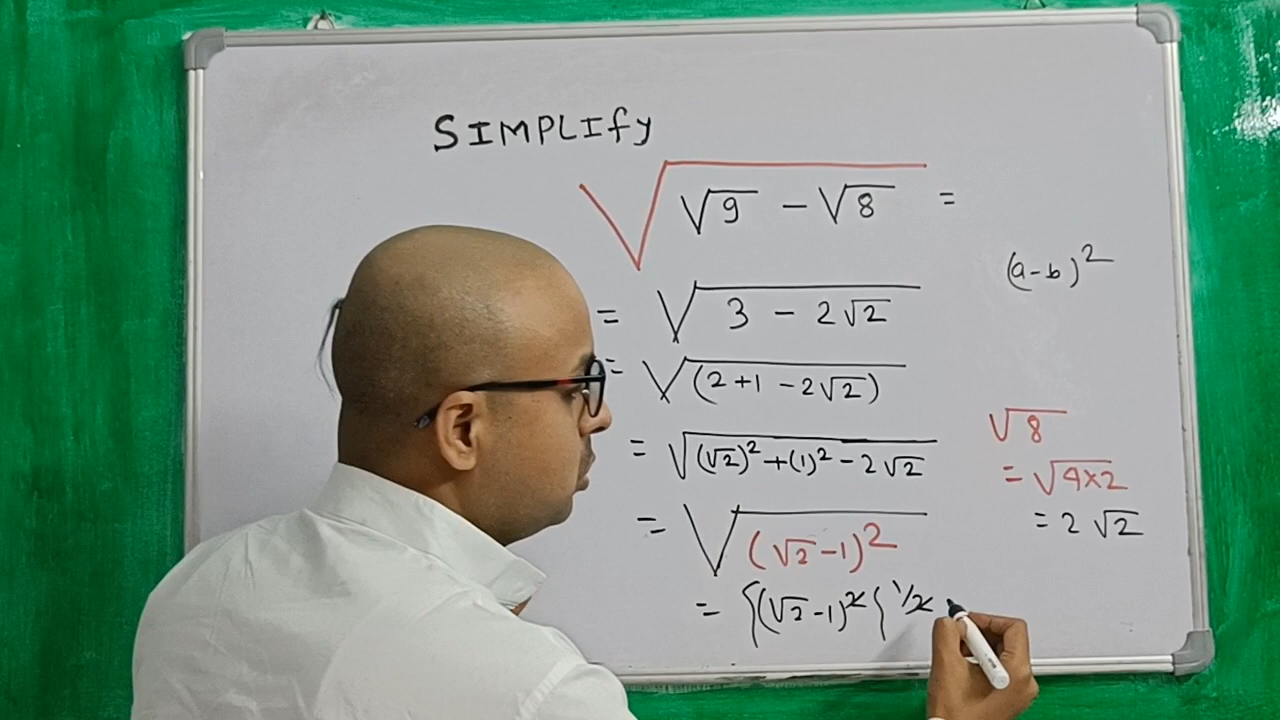 SIMPLIfy
√(√9 - √8) =
= √(3 - 2√2)
(a-b)²
= √((2+1 - 2√2))
= √((√2)² + (1)² - 2√2)
√8
= √4×2
= 2√2
= √((√2-1)²)
= {(√2-1)²{ ^1/2